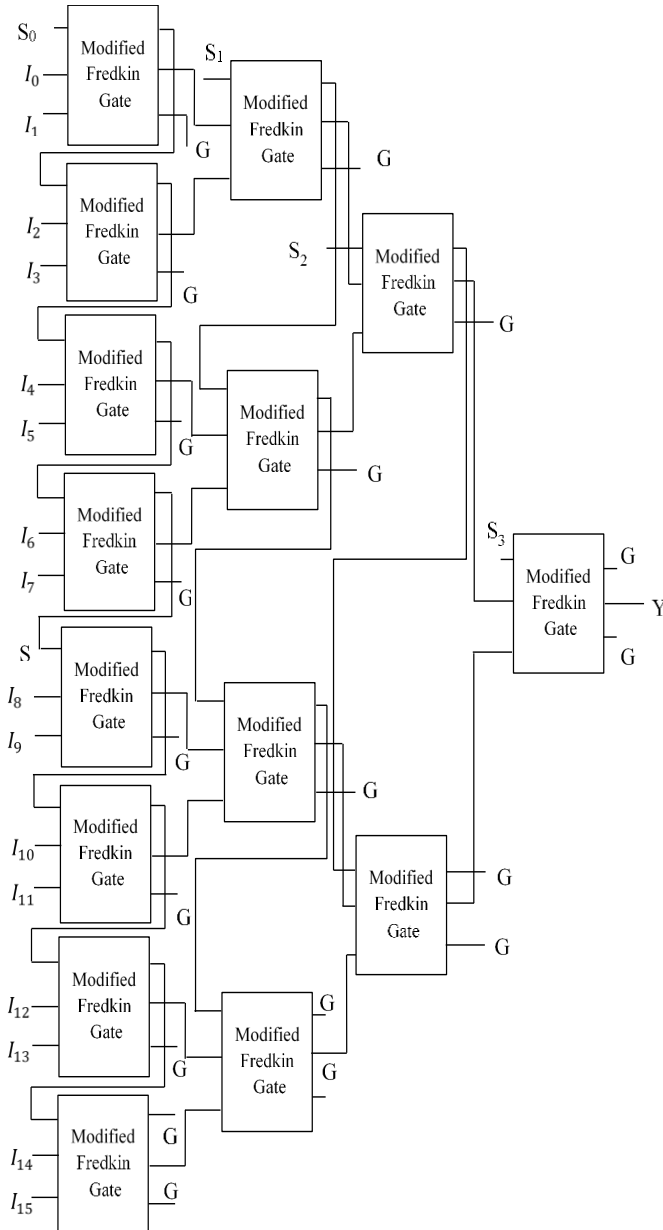 S0
I0
I1
Modified
Fredkin
Gate
G
S1
Modified
Fredkin
Gate
G
I2
I3
Modified
Fredkin
Gate
G
S2
Modified
Fredkin
Gate
G
I4
I5
Modified
Fredkin
Gate
G
Modified
Fredkin
Gate
G
I6
I7
Modified
Fredkin
Gate
G
S3
Modified
Fredkin
Gate
G
Y
G
S
I8
I9
Modified
Fredkin
Gate
G
Modified
Fredkin
Gate
G
I10
I11
Modified
Fredkin
Gate
G
Modified
Fredkin
Gate
G
G
I12
I13
Modified
Fredkin
Gate
G
Modified
Fredkin
Gate
G
G
I14
I15
Modified
Fredkin
Gate
G
G